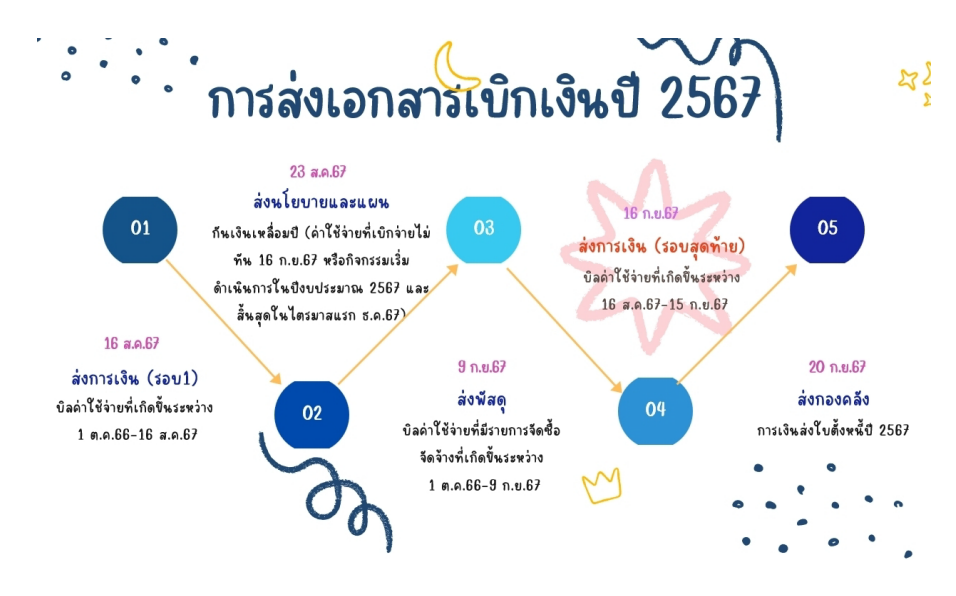 การส่งเอกสารเบิกเงินปี 2567
01
16 ส.ค.67
ส่งการเงิน (รอบ1)
บิลค่าใช้จ่ายที่เกิดขึ้นระหว่าง
1 ต.ค.66-16 ส.ค.67
23 ส.ค.67
ส่งนโยบายและแผน
กันเงินเหลื่อมปี (ค่าใช้จ่ายที่เบิกจ่ายไม่
ทัน 16 ก.ย.67 หรือกิจกรรมเริ่ม
ดำเนินการในปีงบประมาณ 2567 และ
สิ้นสุดในไตรมาสแรก ธ.ค.67)
02
03
9 ก.ย.67
ส่งพัสดุ
บิลค่าใช้จ่ายที่มีรายการจัดซื้อ
จัดจ้างที่เกิดขึ้นระหว่าง
1 ต.ค.66-9 ก.ย.67
16 ก.ย.67
ส่งการเงิน (รอบสุดท้าย)
บิลค่าใช้จ่ายที่เกิดขึ้นระหว่าง
16 ส.ค.67-15 ก.ย.67
04
05
20 ก.ย.67
ส่งกองคลัง
การเงินส่งใบตั้งหนี้ปี 2567